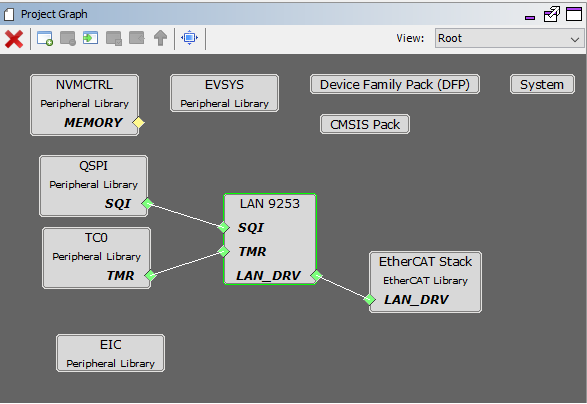 Project Graph
View: Root
NVMCTRL
Peripheral Library
MEMORY
EVSYS
Peripheral Library
Device Family Pack (DFP)
System
CMSIS Pack
QSPI
Peripheral Library
SQI
TC0
Peripheral Library
TMR
LAN 9253
SQI
TMR
LAN_DRV
EtherCAT Stack
EtherCAT Library
LAN_DRV
EIC
Peripheral Library